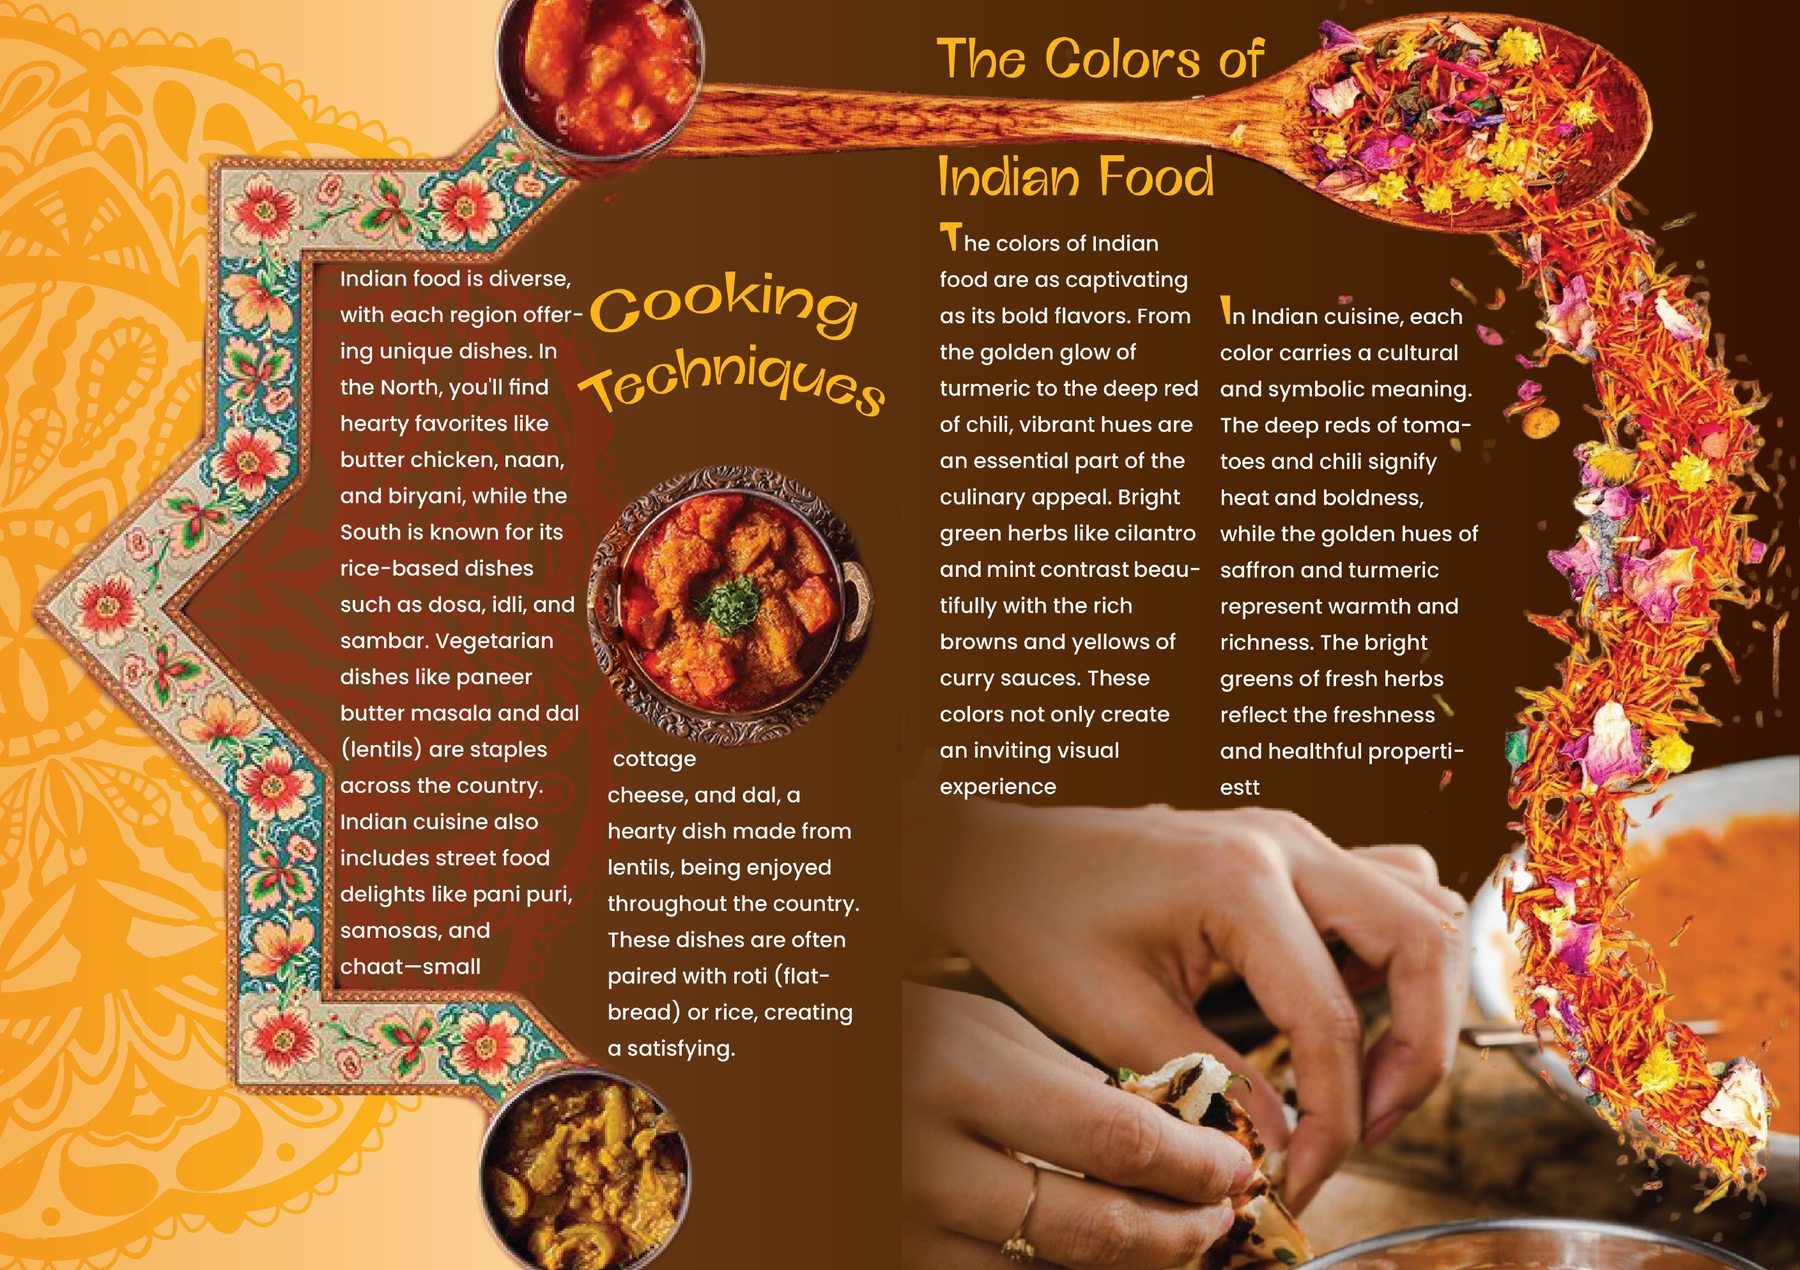 Cooking
Techniques
Indian food is diverse,
with each region offer-
ing unique dishes. In
the North, you'll find
hearty favorites like
butter chicken, naan,
and biryani, while the
South is known for its
rice-based dishes
such as dosa, idli, and
sambar. Vegetarian
dishes like paneer
butter masala and dal
(lentils) are staples
across the country.
Indian cuisine also
includes street food
delights like pani puri,
samosas, and
chaat—small
cottage
cheese, and dal, a
hearty dish made from
lentils, being enjoyed
throughout the country.
These dishes are often
paired with roti (flat-
bread) or rice, creating
a satisfying.
The Colors of
Indian Food
The colors of Indian
food are as captivating
as its bold flavors. From
the golden glow of
turmeric to the deep red
of chili, vibrant hues are
an essential part of the
culinary appeal. Bright
green herbs like cilantro
and mint contrast beau-
tifully with the rich
browns and yellows of
curry sauces. These
colors not only create
an inviting visual
experience
In Indian cuisine, each
color carries a cultural
and symbolic meaning.
The deep reds of toma-
toes and chili signify
heat and boldness,
while the golden hues of
saffron and turmeric
represent warmth and
richness. The bright
greens of fresh herbs
reflect the freshness
and healthful properti-
estt